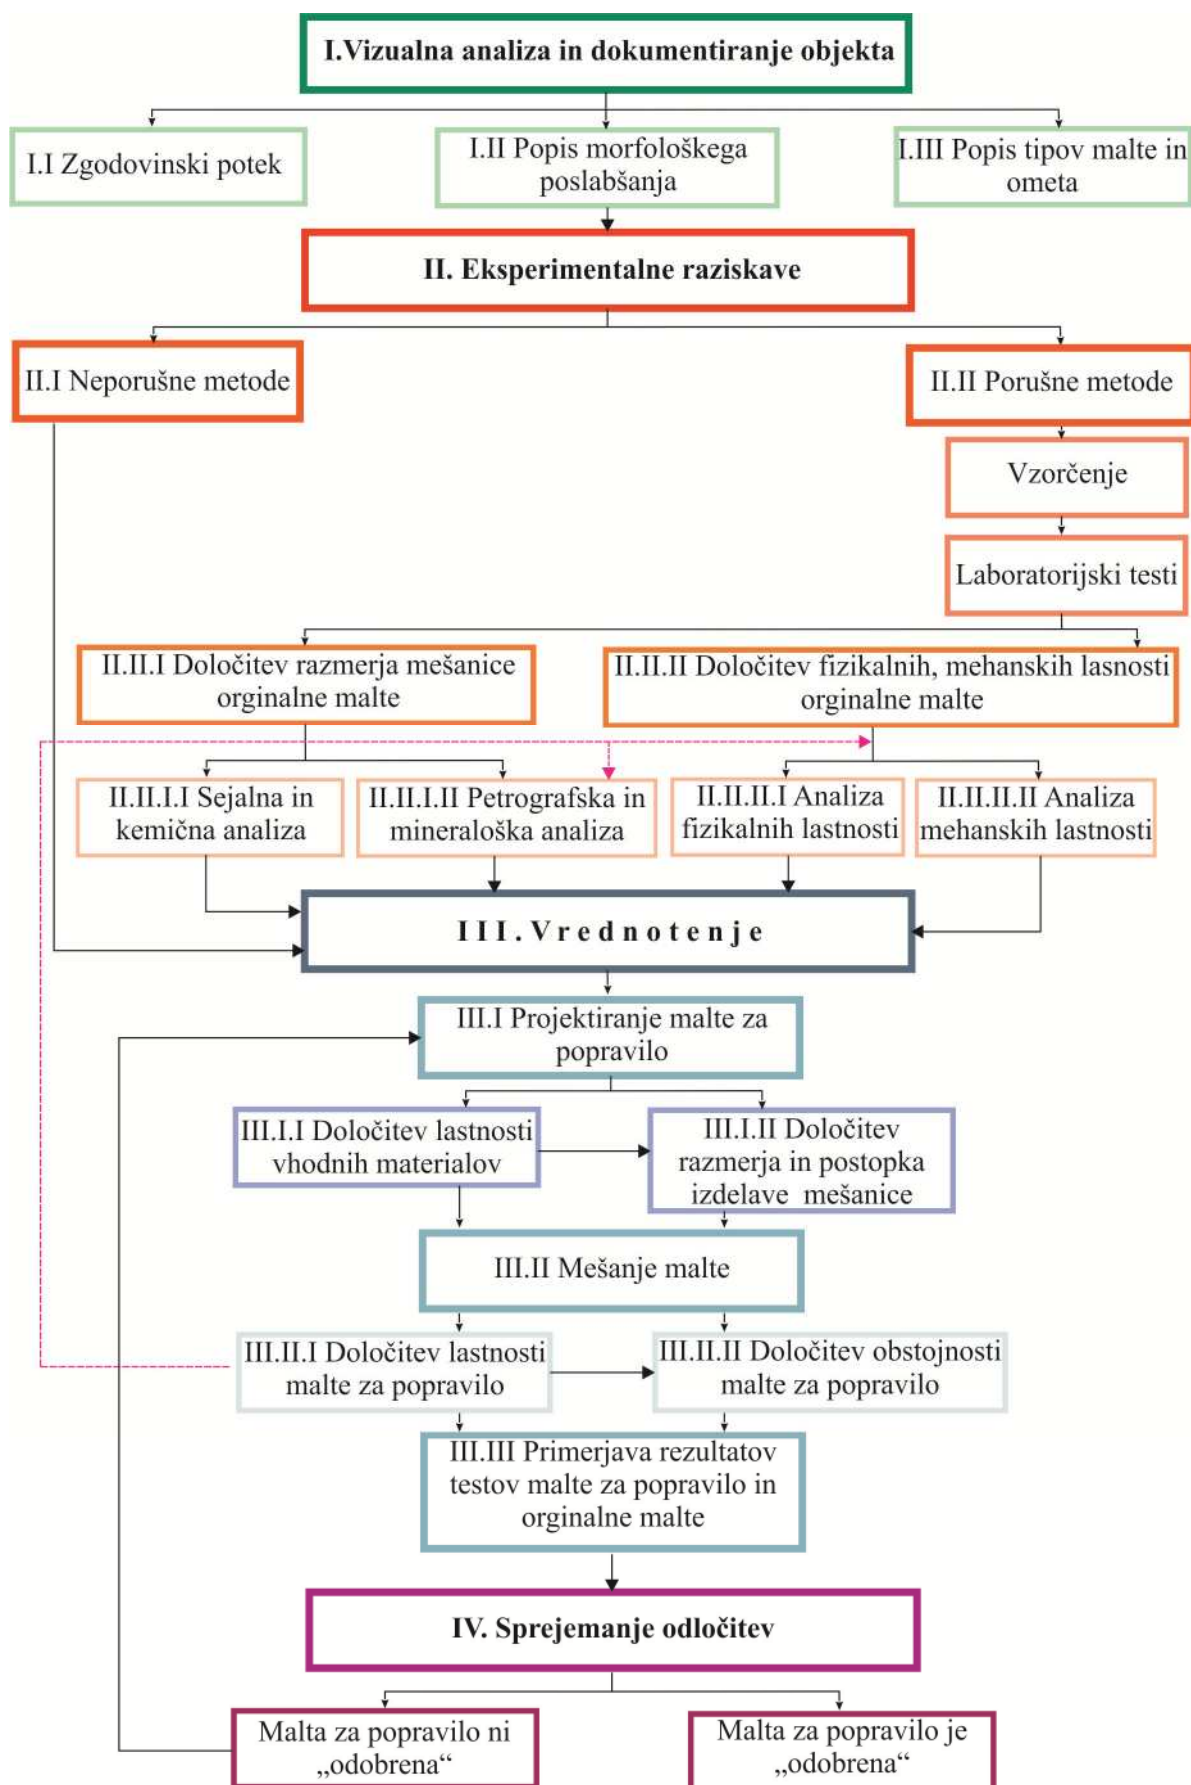 I.Vizualna analiza in dokumentiranje objekta
I.I Zgodovinski potek
I.II Popis morfološkega
poslabšanja
I.III Popis tipov malte in
ometa
II. Eksperimentalne raziskave
II.I Neporušne metode
II.II Porušne metode
Vzorčenje
Laboratorijski testi
II.II.I Določitev razmerja mešanice
orginalne malte
II.II.II Določitev fizikalnih, mehanskih lasnosti
orginalne malte
II.II.I.I Sejalna in
kemična analiza
II.II.I.II Petrografska in
mineraloška analiza
II.II.II.I Analiza
fizikalnih lastnosti
II.II.II.II Analiza
mehanskih lastnosti
III. Vrednotenje
III.I Projektiranje malte za
popravilo
III.I.I Določitev lastnosti
vhodnih materialov
III.I.II Določitev
razmerja in postopka
izdelave mešanice
III.II Mešanje malte
III.II.I Določitev lastnosti
malte za popravilo
III.II.II Določitev obstojnosti
malte za popravilo
III.III Primerjava rezultatov
testov malte za popravilo in
orginalne malte
IV. Sprejemanje odločitev
Malta za popravilo ni
„odobrena“
Malta za popravilo je
„odobrena“